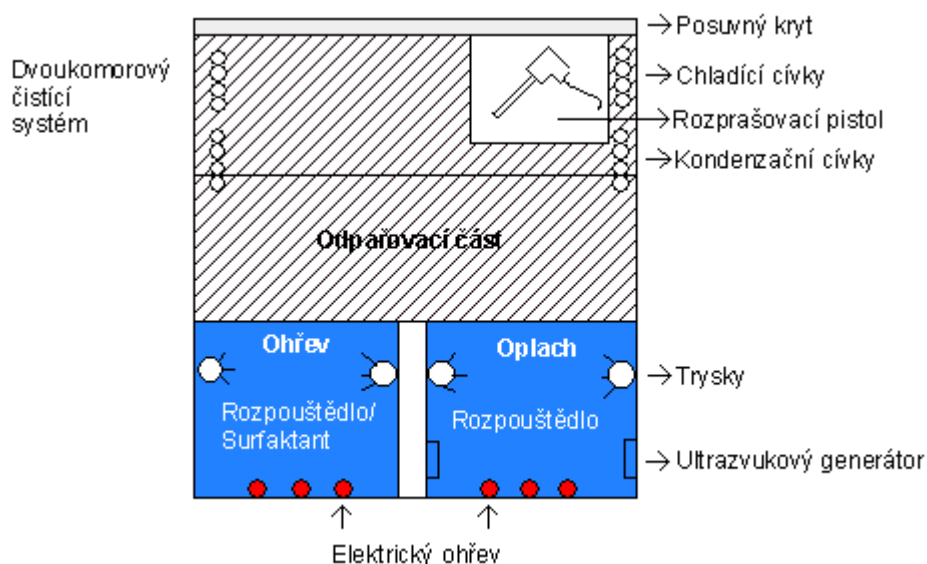 Dvoukomorový
čistící
systém
Posuvný kryt
Chladící cívky
Rozprašovací pistol
Kondenzační cívky
Odpařovací část
Ohřev
Rozpouštědlo/
Surfaktant
Oplach
Rozpouštědlo
Trysky
Ultrazvukový generátor
Elektrický ohřev